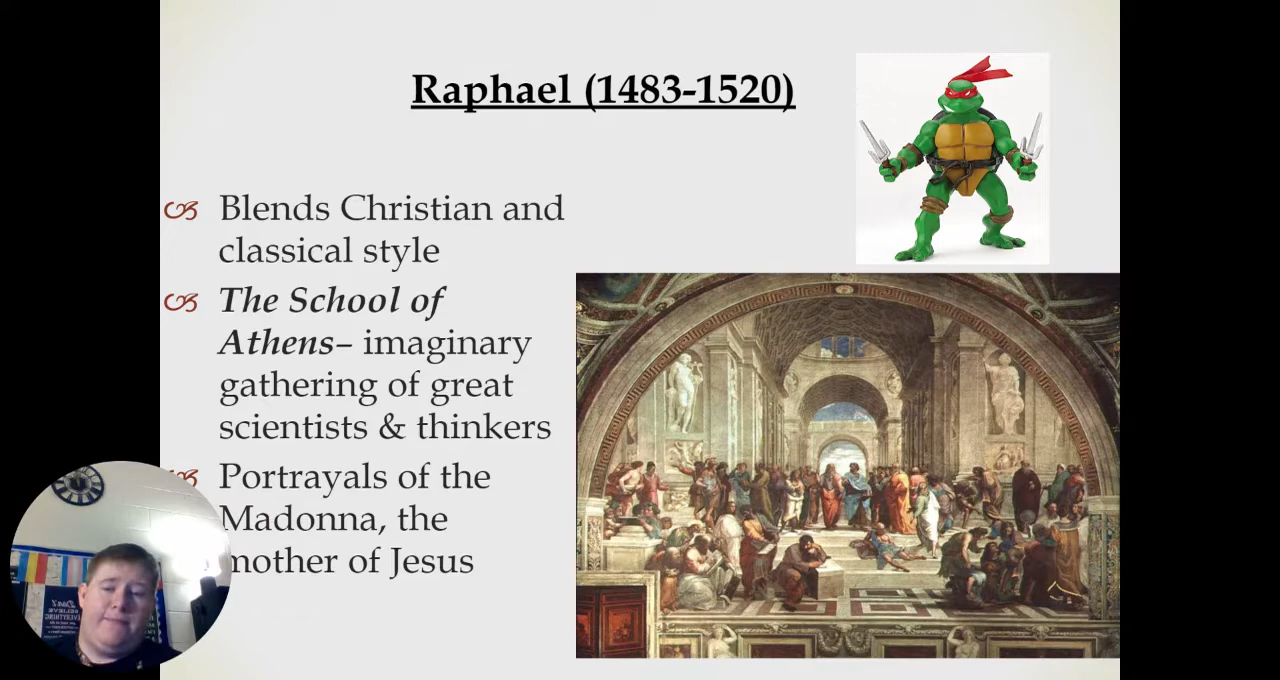 Raphael (1483-1520)
Blends Christian and
classical style
The School of
Athens– imaginary
gathering of great
scientists & thinkers
Portrayals of the
Madonna, the
mother of Jesus